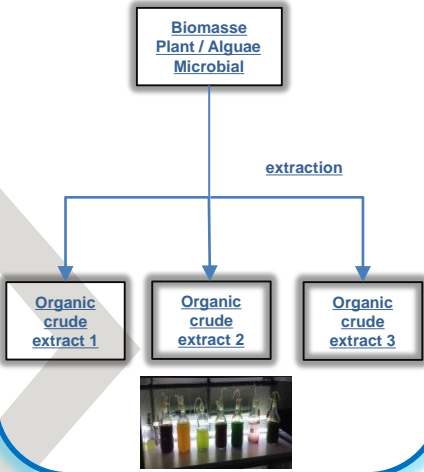 Biomasse
Plant / Alguae
Microbial
extraction
Organic
crude
extract 1
Organic
crude
extract 2
Organic
crude
extract 3